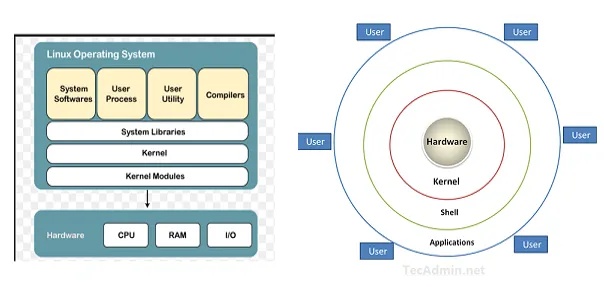 Linux Operating System
System
Softwares
User
Process
User
Utility
Compilers
System Libraries
Kernel
Kernel Modules
Hardware
CPU
RAM
I/O
User
User
User
User
Hardware
Kernel
Shell
Applications
User
User
TecAdmin.net